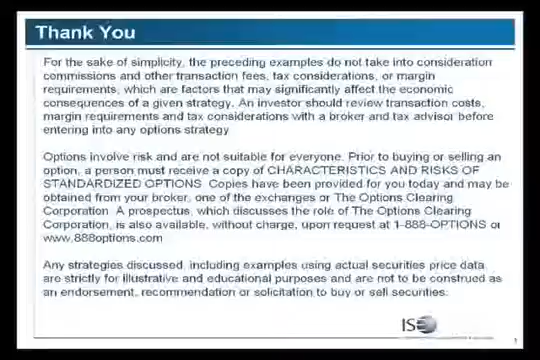 Thank You
For the sake of simplicity, the preceding examples do not take into consideration
commissions and other transaction fees, tax considerations, or margin
requirements, which are factors that may significantly affect the economic
consequences of a given strategy. An investor should review transaction costs,
margin requirements and tax considerations with a broker and tax advisor before
entering into any options strategy
Options involve risk and are not suitable for everyone. Prior to buying or selling an
option, a person must receive a copy of CHARACTERISTICS AND RISKS OF
STANDARDIZED OPTIONS. Copies have been provided for you today and may be
obtained from your broker, one of the exchanges or The Options Clearing
Corporation. A prospectus, which discusses the role of The Options Clearing
Corporation, is also available, without charge, upon request at 1-888-OPTIONS or
www.888options.com
Any strategies discussed, including examples using actual securities price data,
are strictly for illustrative and educational purposes and are not to be construed as
an endorsement, recommendation or solicitation to buy or sell securities.
ISE